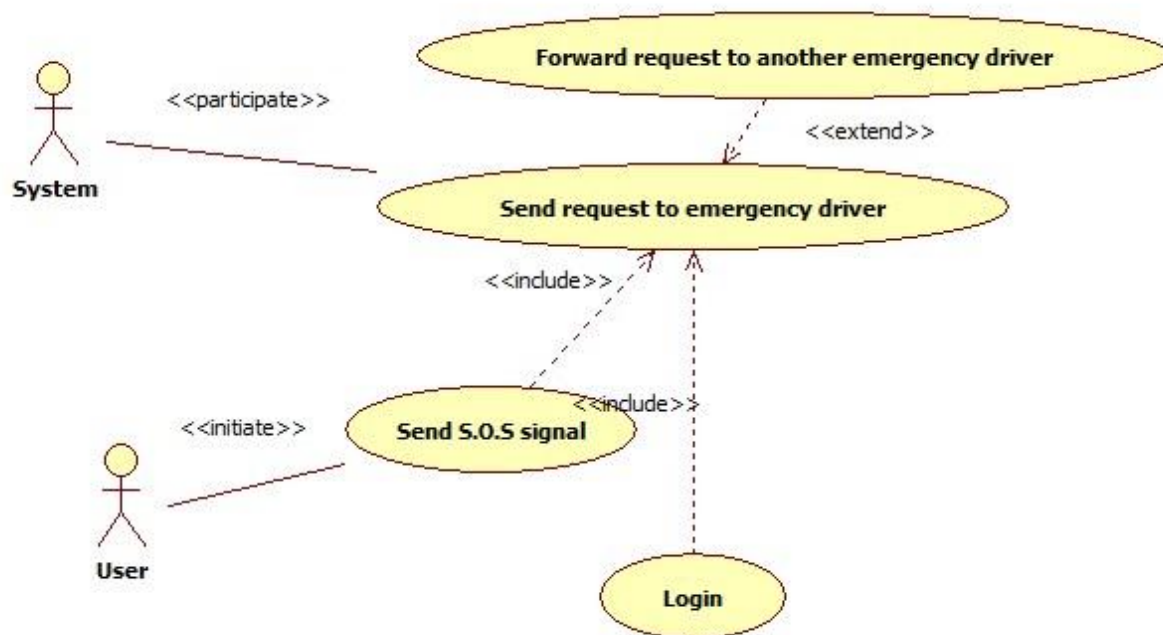 Forward request to another emergency driver
<<participate>>
<<extend>>
System
Send request to emergency driver
<<include>>
<<initiate>>
Send S.O.S signal
<<include>>
User
Login